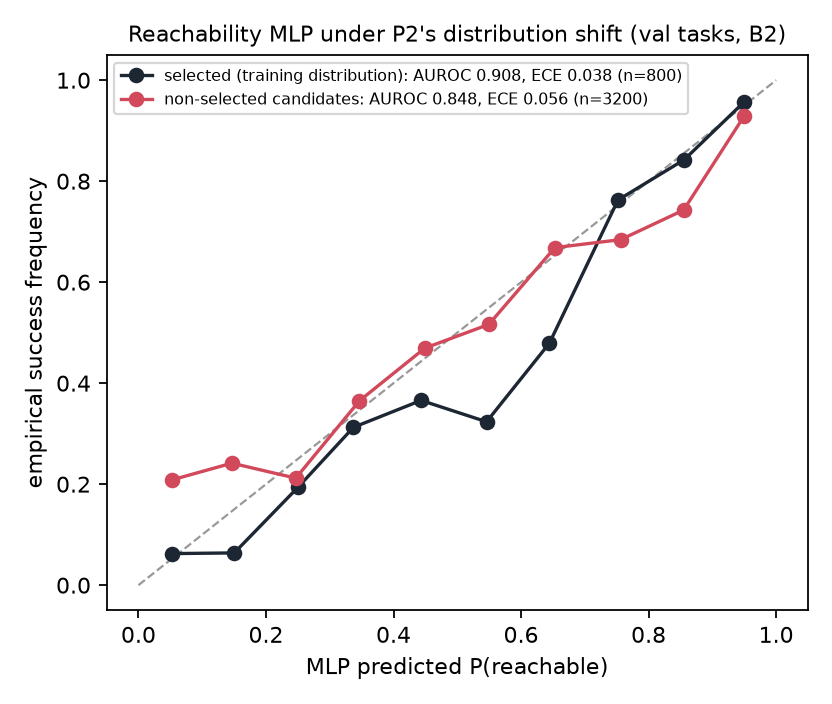 Reachability MLP under P2's distribution shift (val tasks, B2)
selected (training distribution): AUROC 0.908, ECE 0.038 (n=800)
non-selected candidates: AUROC 0.848, ECE 0.056 (n=3200)
empirical success frequency
1.0
0.8
0.6
0.4
0.2
0.0
0.0 0.2 0.4 0.6 0.8 1.0
MLP predicted P(reachable)